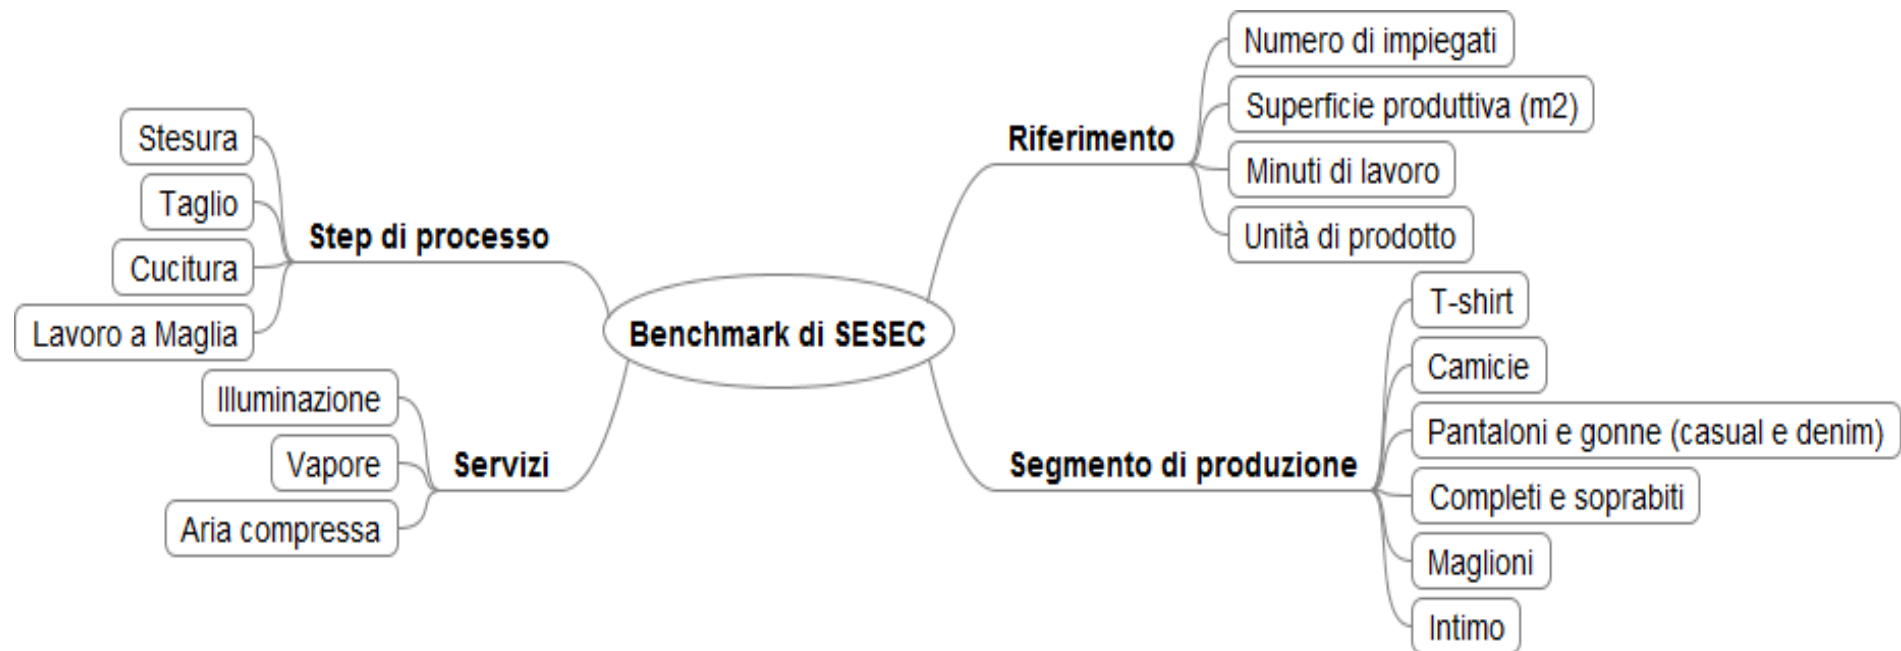 Benchmark di SESEC
Step di processo
Stesura
Taglio
Cucitura
Lavoro a Maglia
Servizi
Illuminazione
Vapore
Aria compressa
Riferimento
Numero di impiegati
Superficie produttiva (m2)
Minuti di lavoro
Unità di prodotto
Segmento di produzione
T-shirt
Camicie
Pantaloni e gonne (casual e denim)
Completi e soprabiti
Maglioni
Intimo